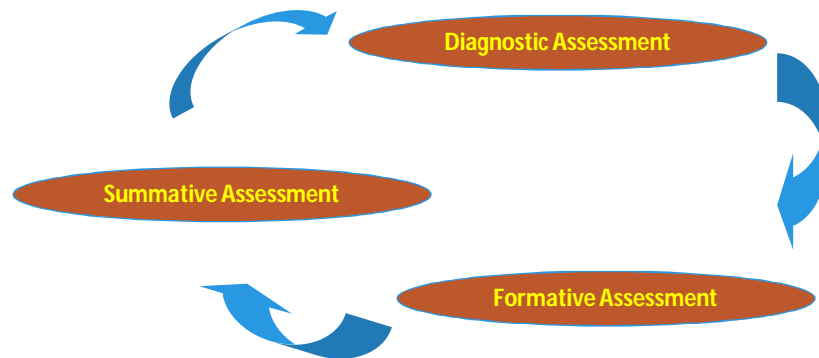 Diagnostic Assessment
Summative Assessment
Formative Assessment